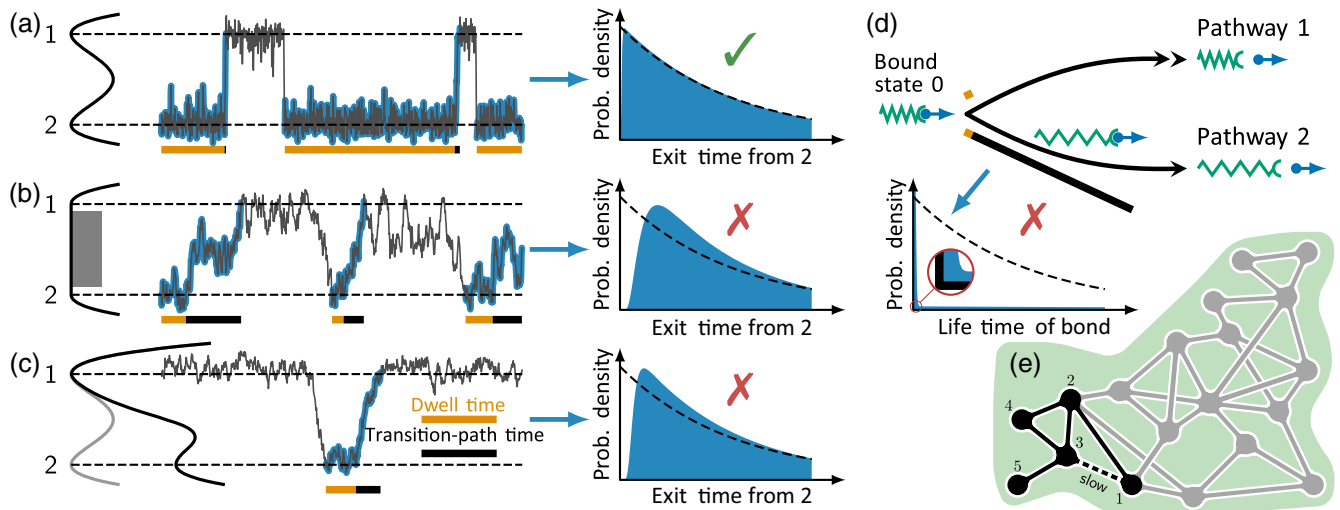 (a)
1
2
Prob. density
Exit time from 2
✓
(b)
1
2
Prob. density
Exit time from 2
✗
(c)
1
2
Dwell time
Transition-path time
Prob. density
Exit time from 2
✗
(d)
Bound
state 0
Pathway 1
Pathway 2
Prob. density
Life time of bond
✗
(e)
2
4
3
5
slow
1